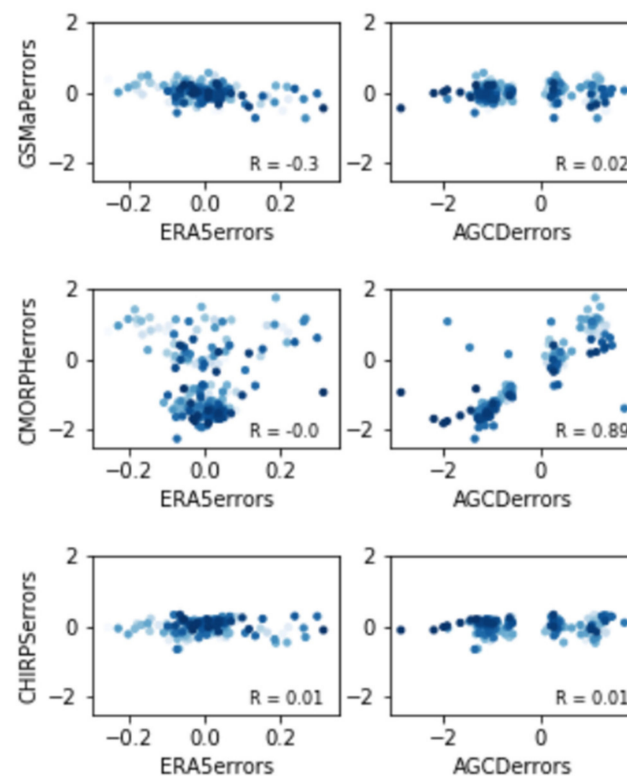 2
0
−2
GSMaPerrors
R = -0.3
−0.2 0.0 0.2
ERA5errors
2
0
−2
R = 0.02
−2 0
AGCDerrors
2
0
−2
CMORPHerrors
R = -0.0
−0.2 0.0 0.2
ERA5errors
2
0
−2
R = 0.89
−2 0
AGCDerrors
2
0
−2
CHIRPSerrors
R = 0.01
−0.2 0.0 0.2
ERA5errors
2
0
−2
R = 0.01
−2 0
AGCDerrors